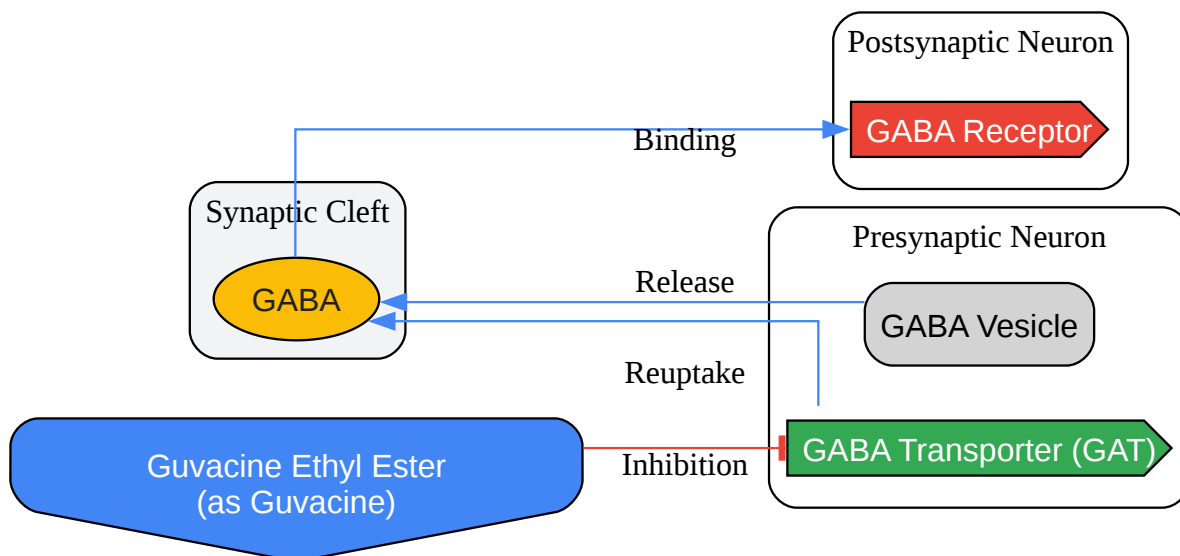 Postsynaptic Neuron
GABA Receptor
Binding
Synaptic Cleft
GABA
Presynaptic Neuron
Release
GABA Vesicle
Reuptake
GABA Transporter (GAT)
Inhibition
Guvacine Ethyl Ester
(as Guvacine)